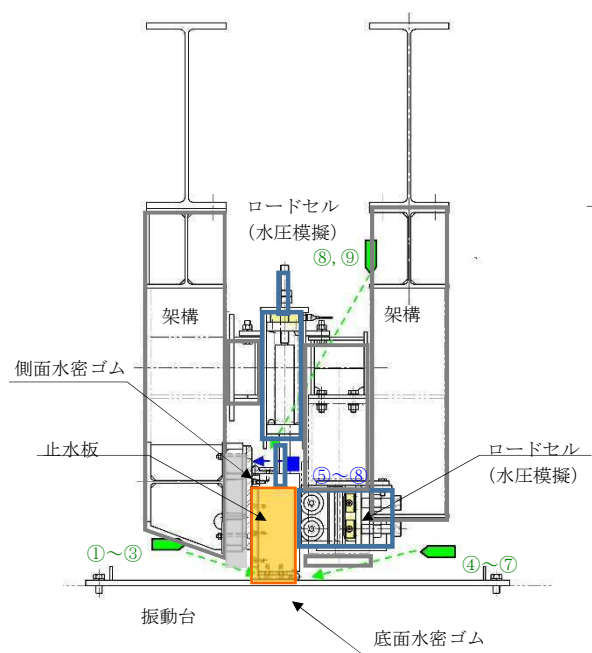 ロードセル
（水圧模擬）
⑧, ⑨
架構
架構
側面水密ゴム
止水板
⑤～⑧
ロードセル
（水圧模擬）
①～③
④～⑦
振動台
底面水密ゴム